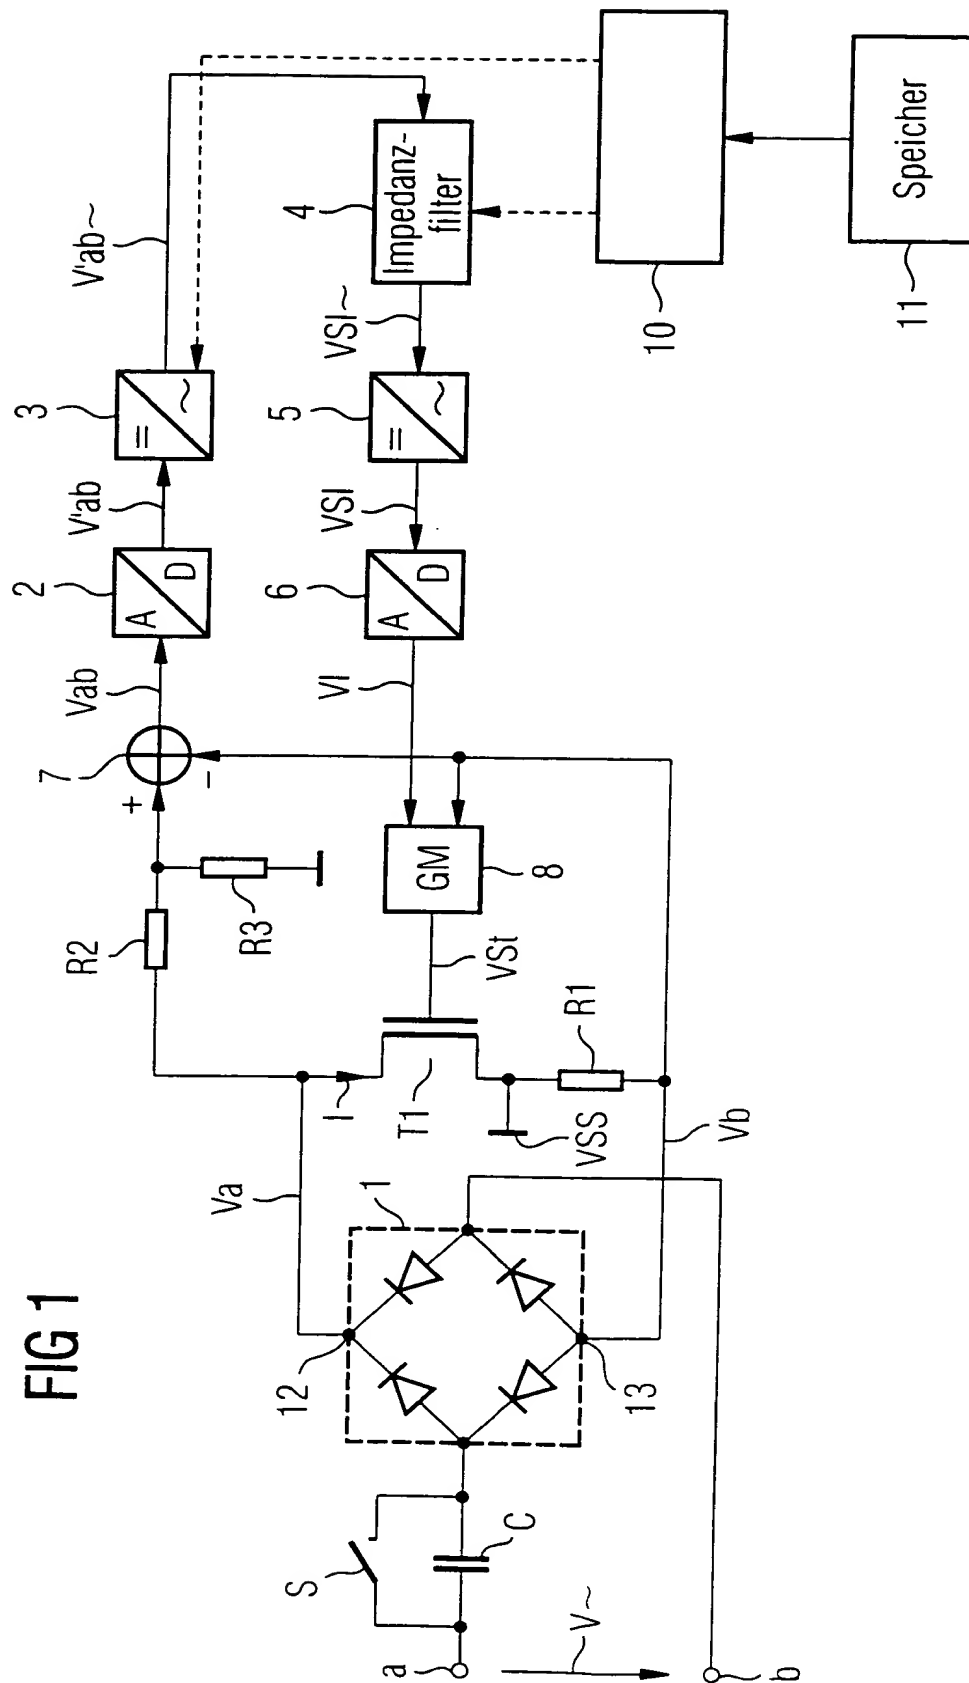 FIG 1
a
b
V~
S
C
12
13
1
Va
Vb
I
T1
VSS
R1
R2
R3
VSt
GM
8
+
−
7
Vab
VI
2
A
D
6
A
D
V'ab
VSI
3
=
~
5
=
~
V'ab~
VSI~
4
Impedanz-
filter
10
11
Speicher